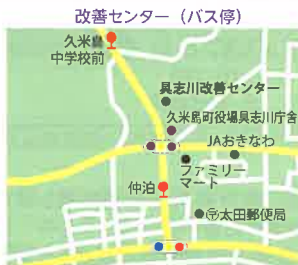 改善センター（バス停）
久米島
中学校前
具志川改善センター
久米島町役場具志川庁舎
JAおきなわ
ファミリー
マート
仲泊
〒太田郵便局